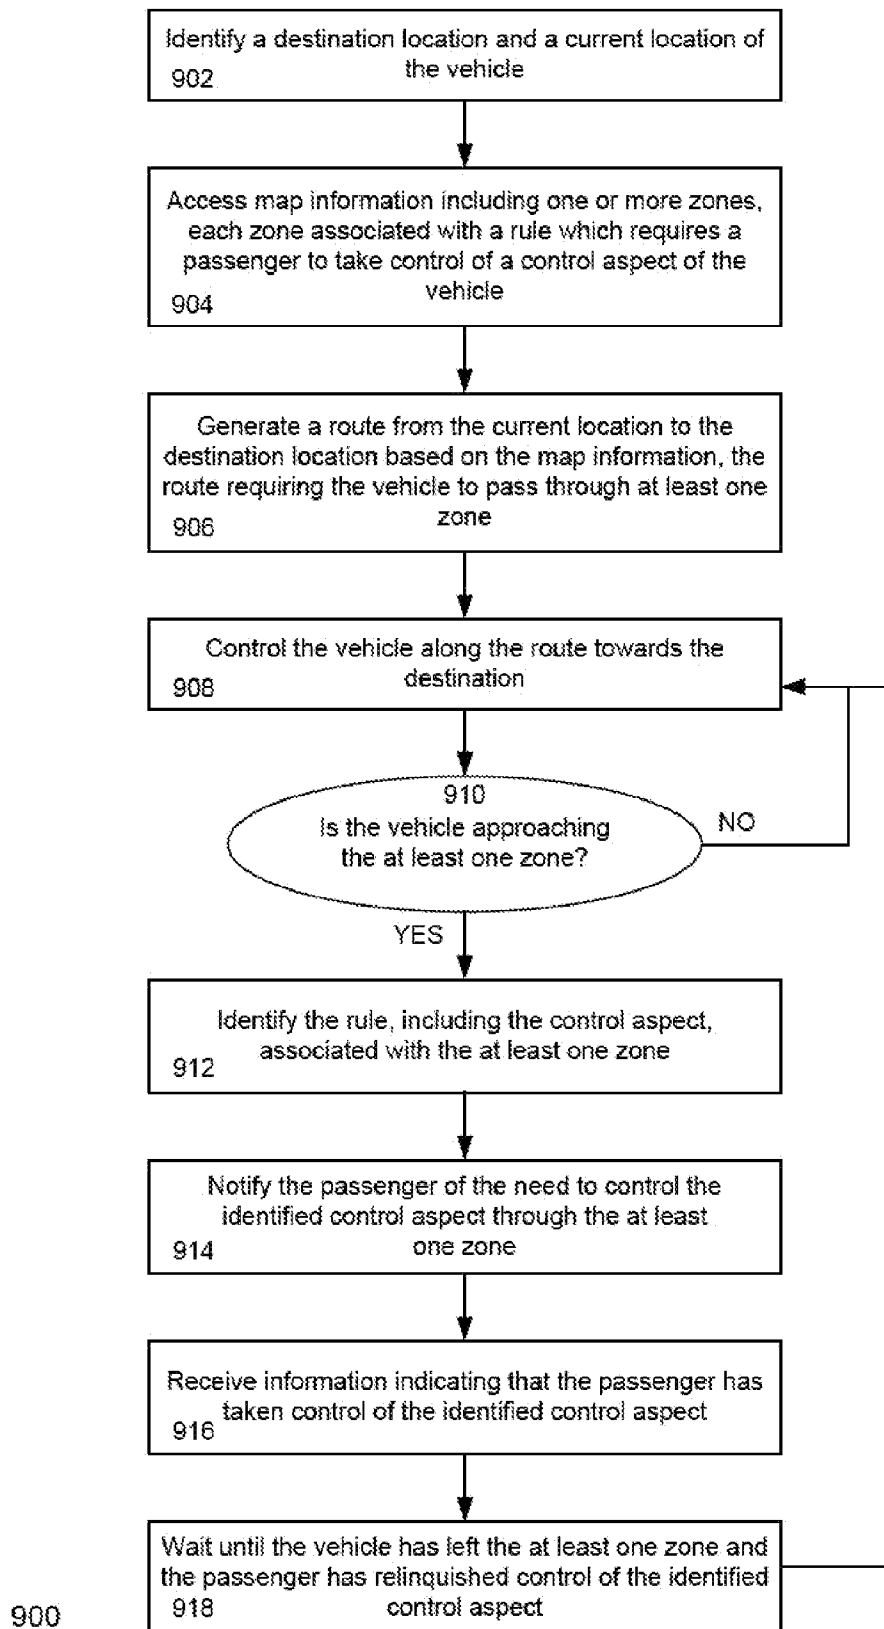 Identify a destination location and a current location of
the vehicle
902
Access map information including one or more zones,
each zone associated with a rule which requires a
passenger to take control of a control aspect of the
vehicle
904
Generate a route from the current location to the
destination location based on the map information, the
route requiring the vehicle to pass through at least one
zone
906
Control the vehicle along the route towards the
destination
908
910
Is the vehicle approaching
the at least one zone?
NO
YES
Identify the rule, including the control aspect,
associated with the at least one zone
912
Notify the passenger of the need to control the
identified control aspect through the at least
one zone
914
Receive information indicating that the passenger has
taken control of the identified control aspect
916
Wait until the vehicle has left the at least one zone and
the passenger has relinquished control of the identified
control aspect
918
900